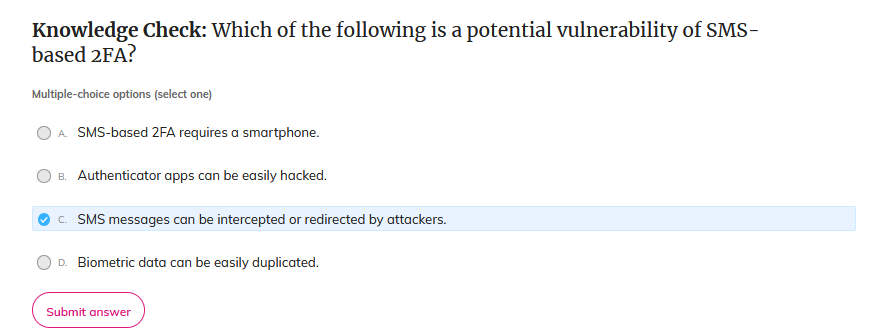 Knowledge Check: Which of the following is a potential vulnerability of SMS-
based 2FA?
Multiple-choice options (select one)
A. SMS-based 2FA requires a smartphone.
B. Authenticator apps can be easily hacked.
C. SMS messages can be intercepted or redirected by attackers.
D. Biometric data can be easily duplicated.
Submit answer